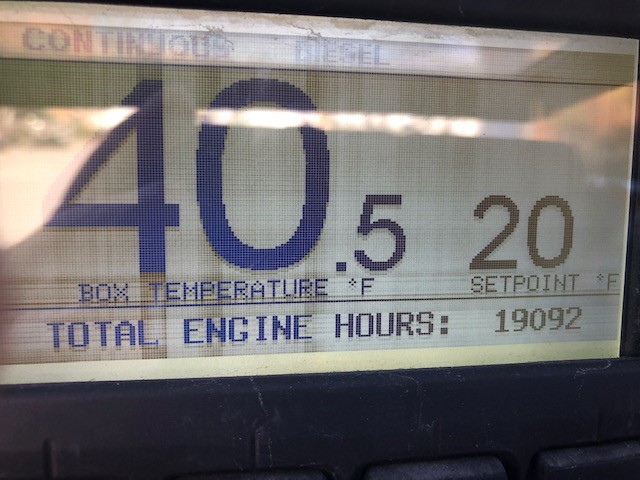 CONTINUOUS DIESEL
40.5 20
BOX TEMPERATURE °F SETPOINT °F
TOTAL ENGINE HOURS: 19092